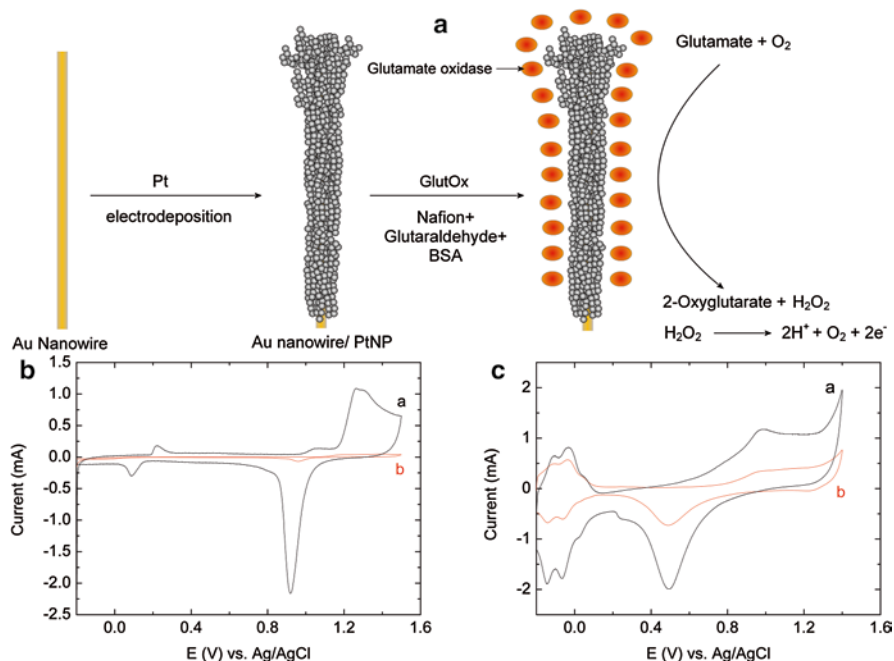 a
Glutamate + O₂
Glutamate oxidase
Pt
electrodeposition
GlutOx
Nafion+
Glutaraldehyde+
BSA
2-Oxyglutarate + H₂O₂
H₂O₂ → 2H⁺ + O₂ + 2e⁻
Au Nanowire
Au nanowire/ PtNP
b
1.5
1.0
0.5
0.0
-0.5
-1.0
-1.5
-2.0
-2.5
Current (mA)
a
b
0.0 0.4 0.8 1.2 1.6
E (V) vs. Ag/AgCl
c
2
1
0
-1
-2
Current (mA)
a
b
0.0 0.4 0.8 1.2 1.6
E (V) vs. Ag/AgCl